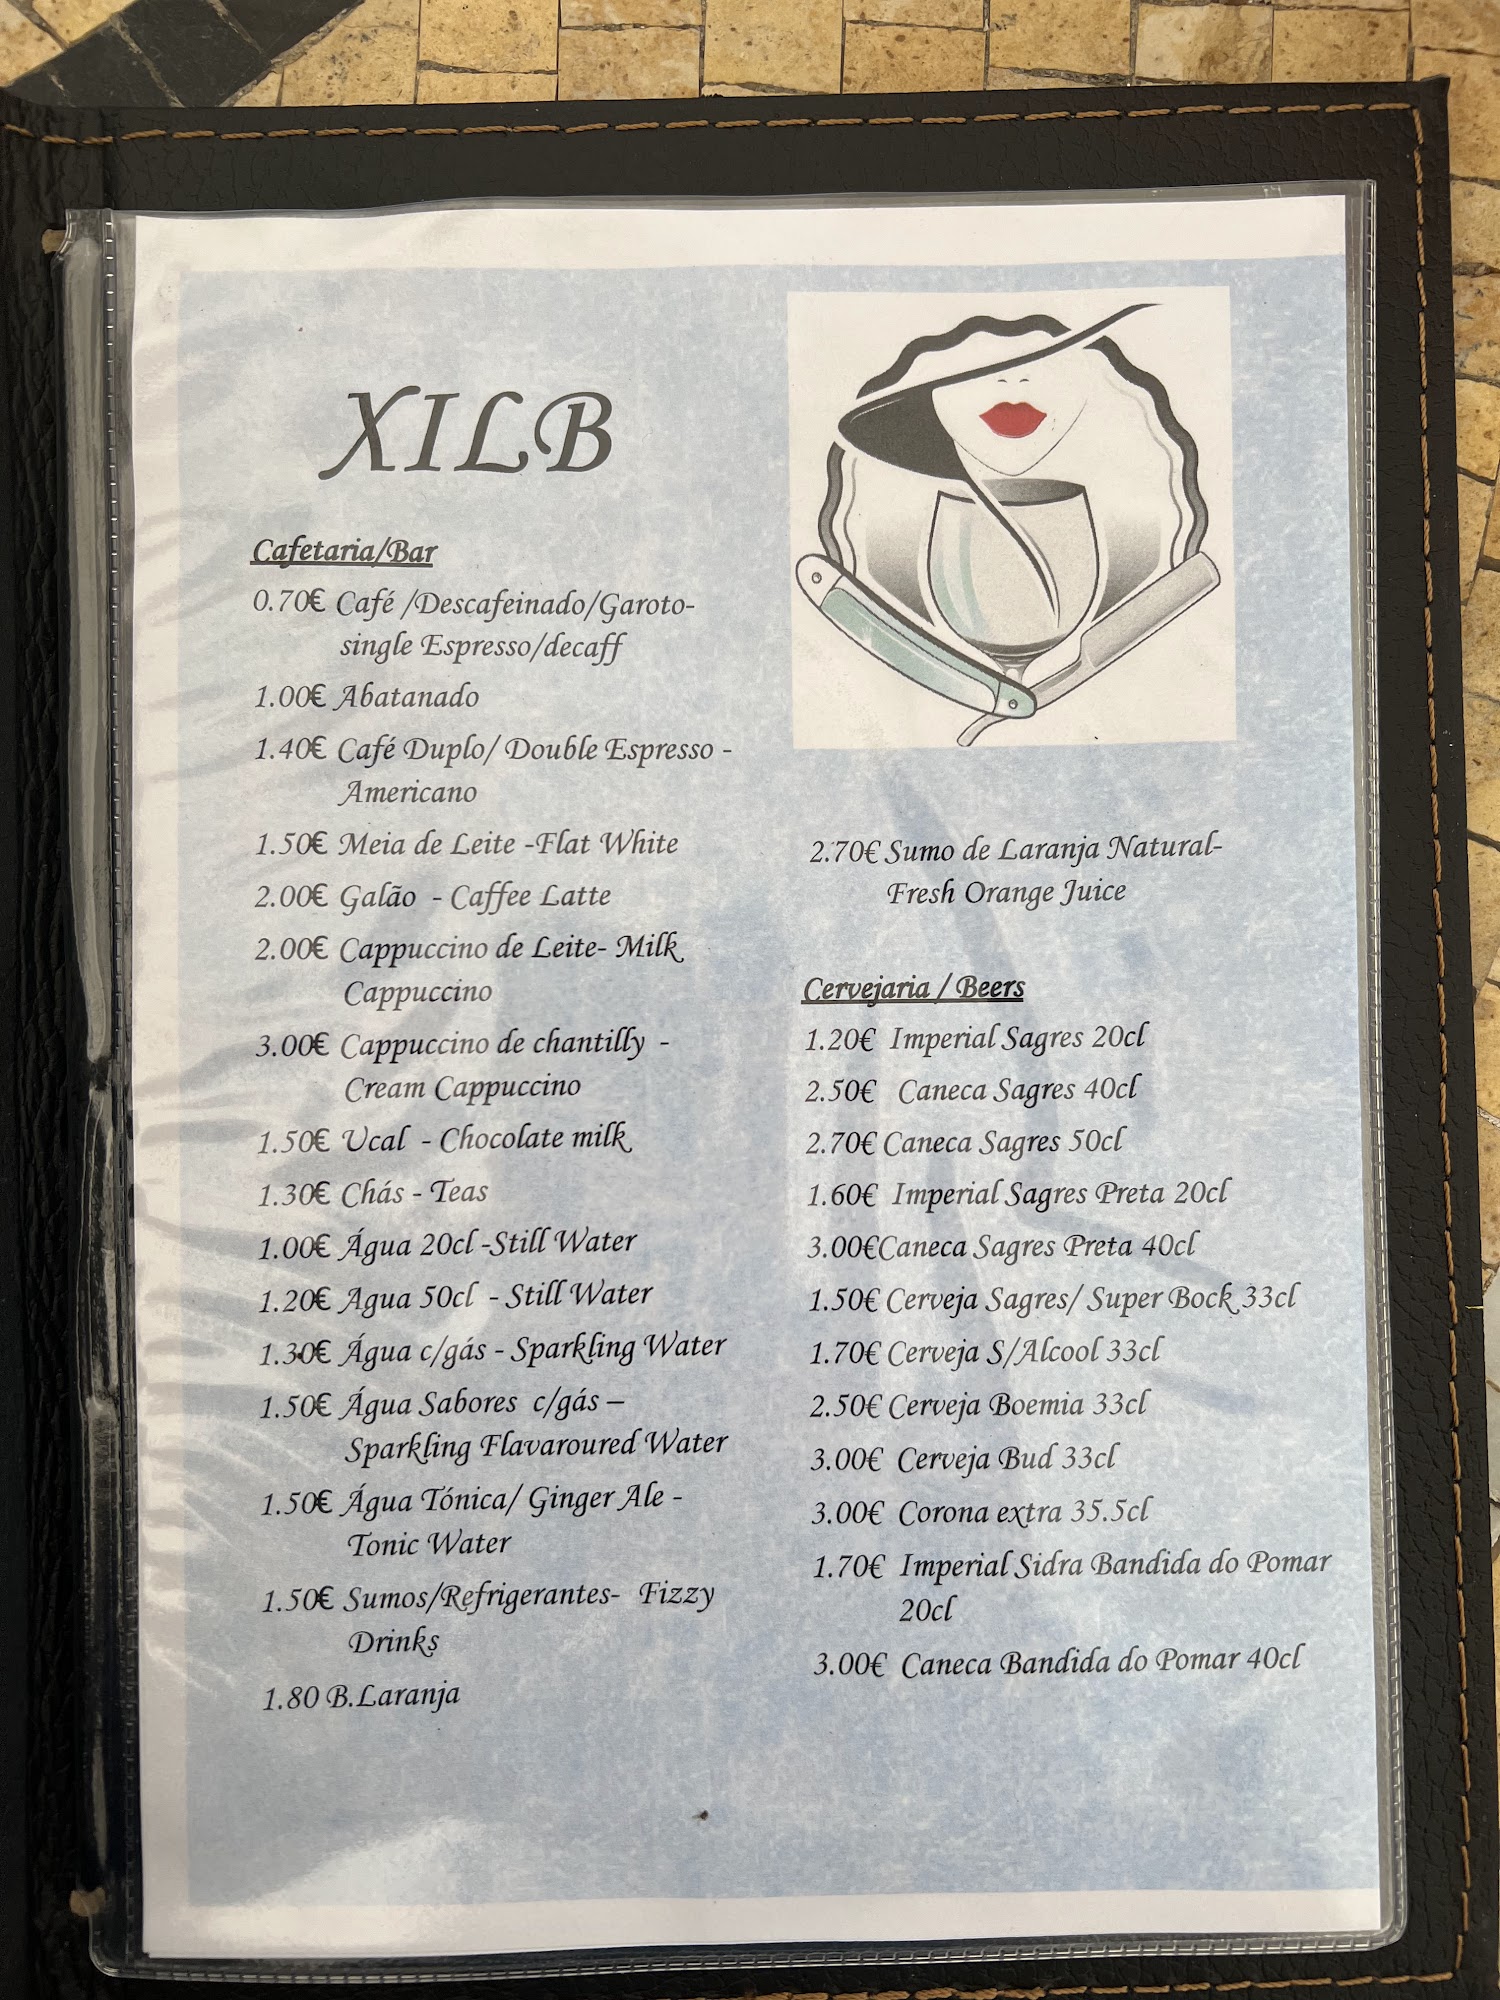 XILB
Cafetaria/Bar
0.70€ Café /Descafeinado/Garoto-
single Espresso/decaff
1.00€ Abatanado
1.40€ Café Duplo/ Double Espresso -
Americano
1.50€ Meia de Leite -Flat White
2.00€ Galão - Caffee Latte
2.00€ Cappuccino de Leite- Milk
Cappuccino
3.00€ Cappuccino de chantilly -
Cream Cappuccino
1.50€ Ucal - Chocolate milk
1.30€ Chás - Teas
1.00€ Água 20cl -Still Water
1.20€ Agua 50cl - Still Water
1.30€ Água c/gás - Sparkling Water
1.50€ Água Sabores c/gás –
Sparkling Flavaroured Water
1.50€ Água Tónica/ Ginger Ale -
Tonic Water
1.50€ Sumos/Refrigerantes- Fizzy
Drinks
1.80 B.Laranja
2.70€ Sumo de Laranja Natural-
Fresh Orange Juice
Cervejaria / Beers
1.20€ Imperial Sagres 20cl
2.50€ Caneca Sagres 40cl
2.70€ Caneca Sagres 50cl
1.60€ Imperial Sagres Preta 20cl
3.00€Caneca Sagres Preta 40cl
1.50€ Cerveja Sagres/ Super Bock 33cl
1.70€ Cerveja S/Alcool 33cl
2.50€ Cerveja Boemia 33cl
3.00€ Cerveja Bud 33cl
3.00€ Corona extra 35.5cl
1.70€ Imperial Sidra Bandida do Pomar
20cl
3.00€ Caneca Bandida do Pomar 40cl